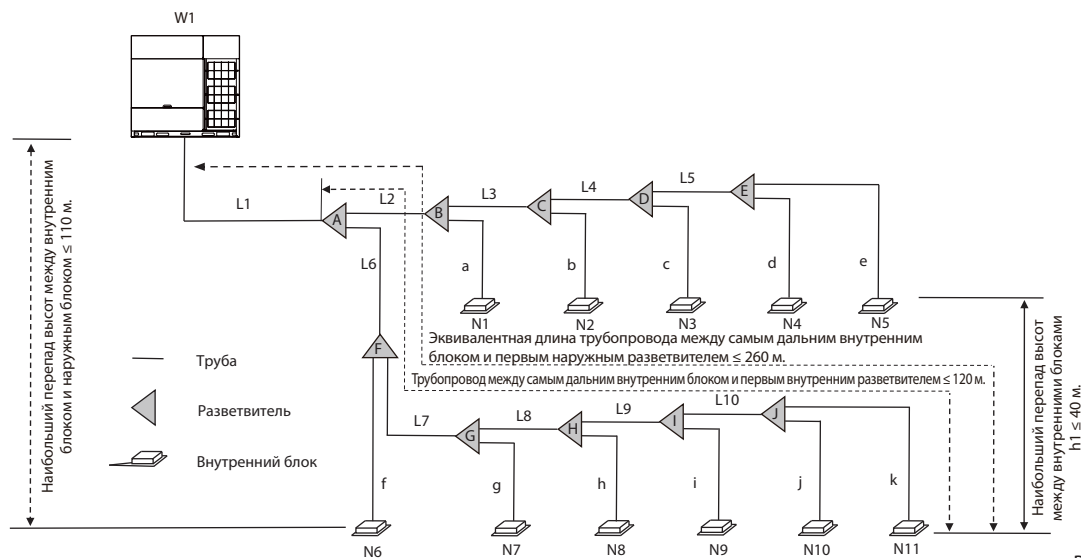 W1
Наибольший перепад высот между внутренним
блоком и наружным блоком ≤ 110 м.
L1
L2
L3
L4
L5
A
B
C
D
E
L6
a
b
c
d
e
N1
N2
N3
N4
N5
Эквивалентная длина трубопровода между самым дальним внутренним
блоком и первым наружным разветвителем ≤ 260 м.
Трубопровод между самым дальним внутренним блоком и первым внутренним разветвителем ≤ 120 м.
F
Труба
Разветвитель
Внутренний блок
L7
L8
L9
L10
G
H
I
J
f
g
h
i
j
k
N6
N7
N8
N9
N10
N11
Наибольший перепад высот
между внутренними блоками
h1 ≤ 40 м.